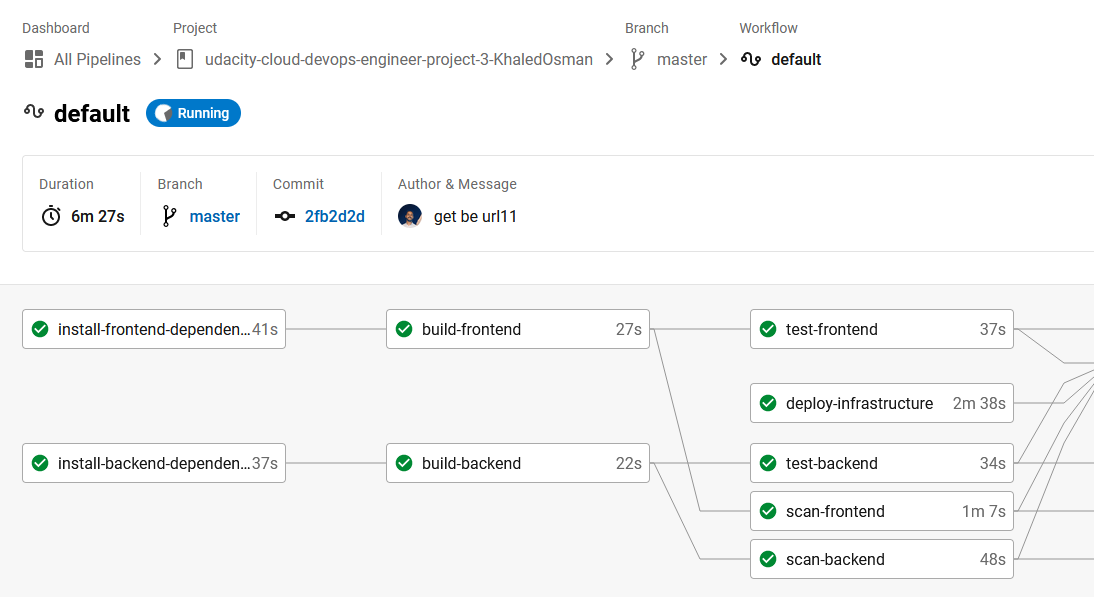 Dashboard Project Branch Workflow
All Pipelines udacity-cloud-devops-engineer-project-3-KhaledOsman master default
default Running
Duration Branch Commit Author & Message
6m 27s master 2fb2d2d get be url11
install-frontend-dependen... 41s build-frontend 27s test-frontend 37s
deploy-infrastructure 2m 38s
install-backend-dependen... 37s build-backend 22s test-backend 34s
scan-frontend 1m 7s
scan-backend 48s